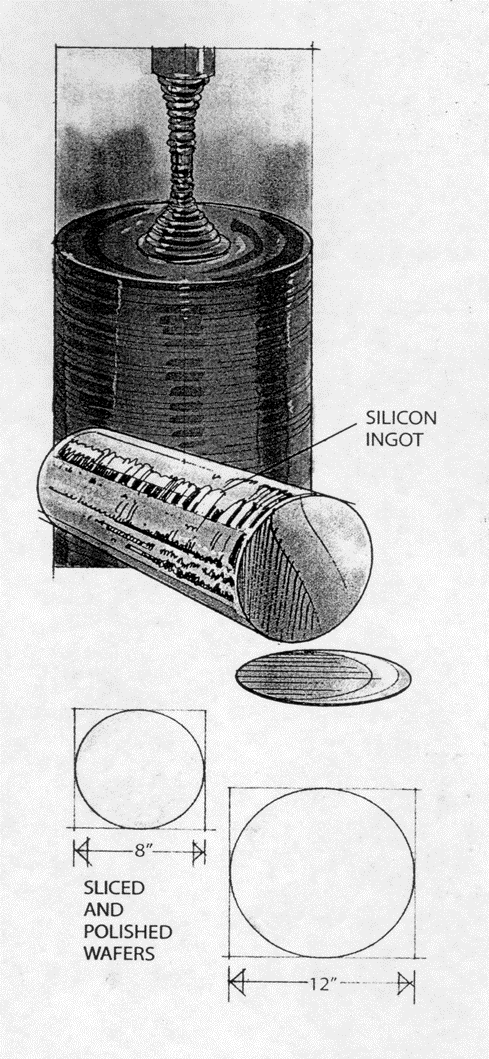 SILICON
INGOT
8"
SLICED
AND
POLISHED
WAFERS
12"